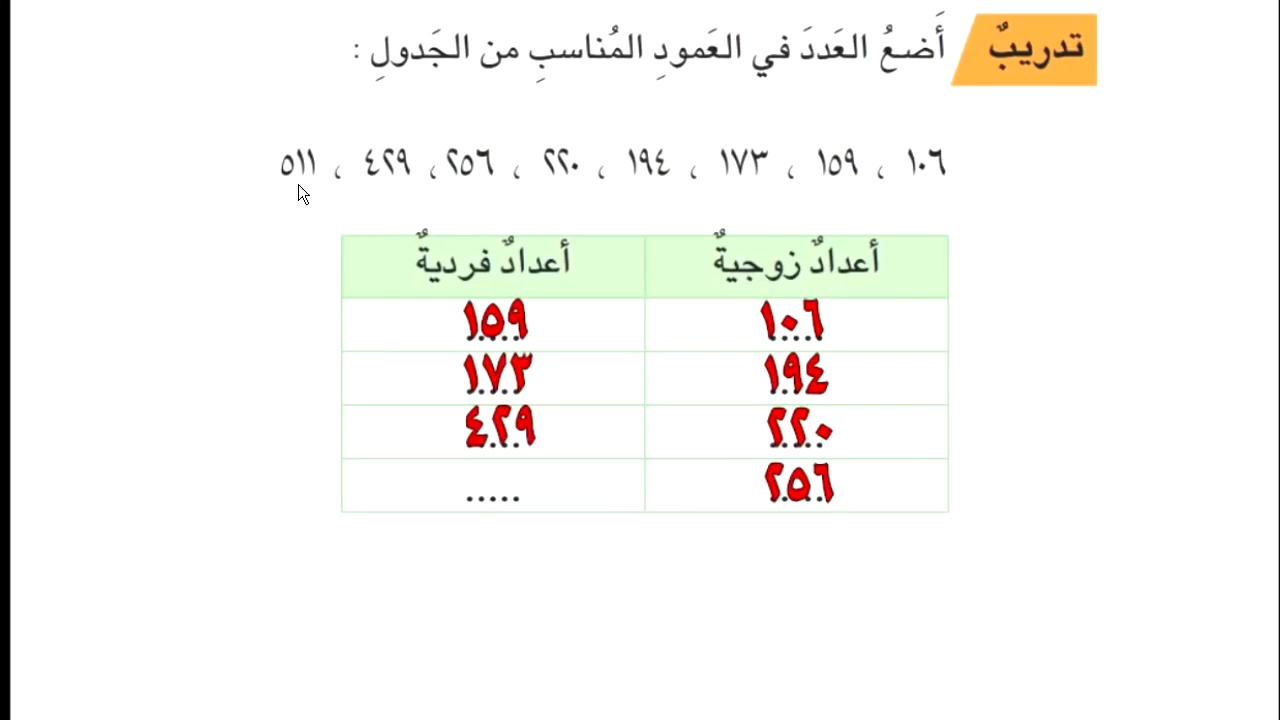 تدريبٌ أَضعُ العَددَ في العَمودِ المُناسبِ من الجَدولِ :
١٠٦ ، ١٥٩ ، ١٧٣ ، ١٩٤ ، ٢٢٠ ، ٢٥٦ ، ٤٢٩ ، ٥١١
أعدادٌ زوجيةٌ أعدادٌ فرديةٌ
١٠٦ ١٥٩
١٩٤ ١٧٣
٢٢٠ ٤٢٩
٢٥٦ .....